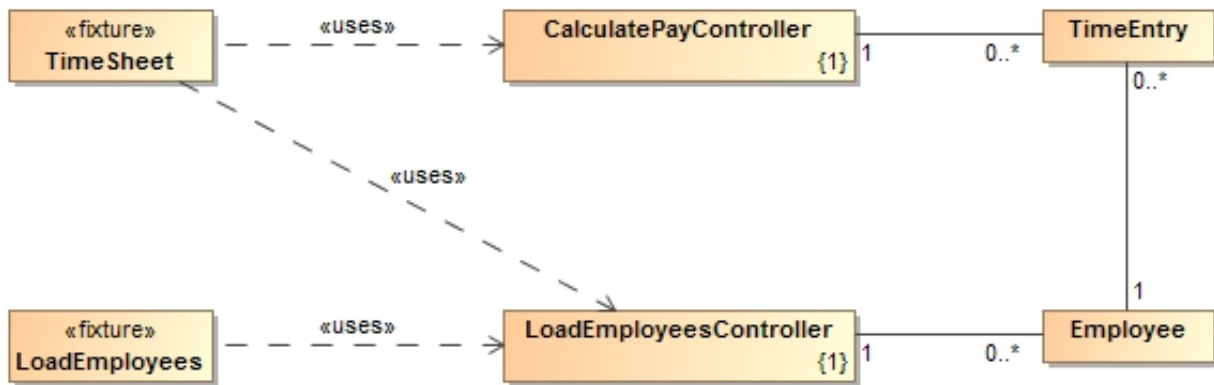 «fixture»
TimeSheet
«uses»
CalculatePayController
{1}
1
0..*
TimeEntry
0..*
«uses»
1
«fixture»
LoadEmployees
«uses»
LoadEmployeesController
{1}
1
0..*
Employee